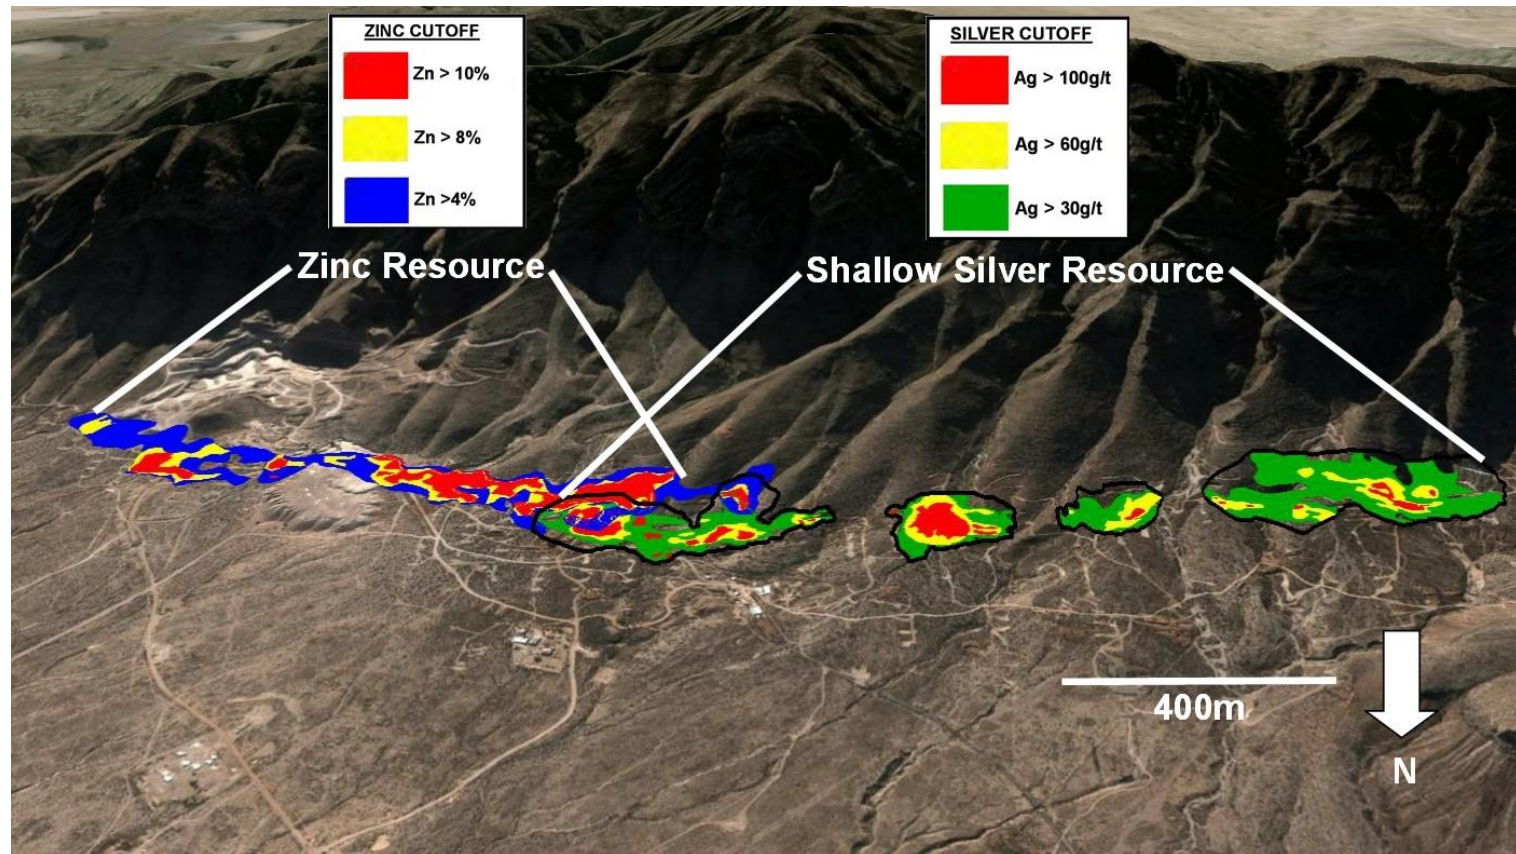 ZINC CUTOFF
Zn > 10%
Zn > 8%
Zn >4%
SILVER CUTOFF
Ag > 100g/t
Ag > 60g/t
Ag > 30g/t
Zinc Resource
Shallow Silver Resource
400m
N